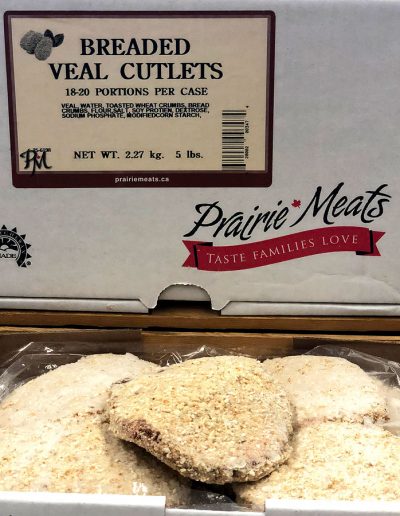 BREADED
VEAL CUTLETS
18-20 PORTIONS PER CASE
VEAL, WATER, TOASTED WHEAT CRUMBS, BREAD
CRUMBS, FLOUR,SALT, SOY PROTIEN, DEXTROSE,
SODIUM PHOSPHATE, MODIFIEDCORN STARCH,
PM
NET WT. 2.27 kg. 5 lbs.
prairiemeats.ca
Prairie Meats
TASTE FAMILIES LOVE